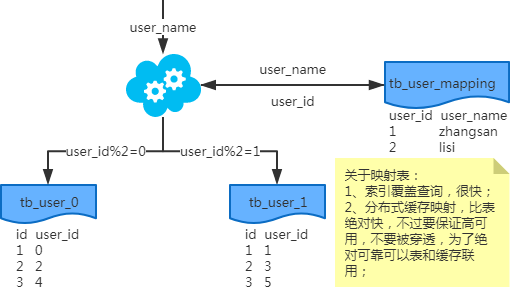 user_name
user_name
user_id
tb_user_mapping
user_id user_name
1 zhangsan
2 lisi
user_id%2=0
user_id%2=1
tb_user_0
id user_id
1 0
2 2
3 4
tb_user_1
id user_id
1 1
2 3
3 5
关于映射表：
1、索引覆盖查询，很快；
2、分布式缓存映射，比表
绝对快，不过要保证高可
用，不要被穿透，为了绝
对可靠可以表和缓存联
用；